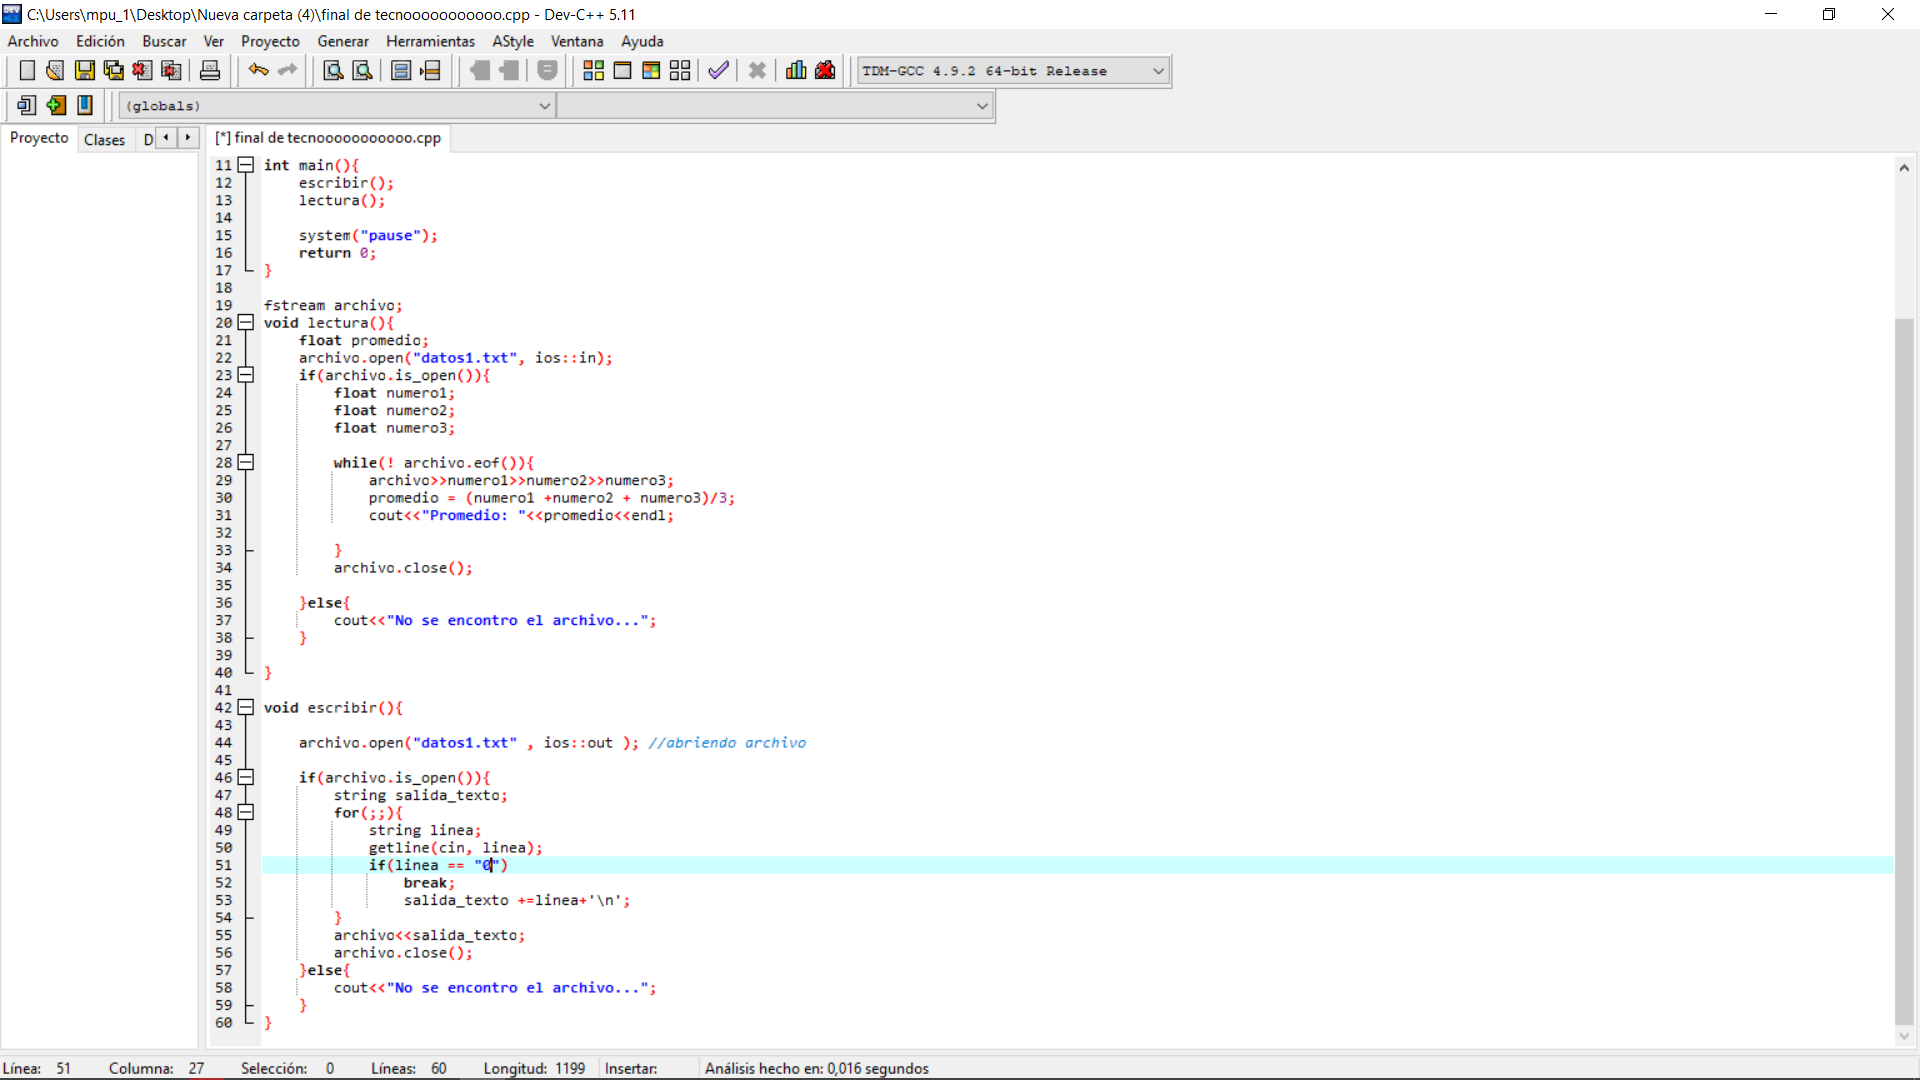 C:\Users\mpu_1\Desktop\Nueva carpeta (4)\final de tecnooooooooooo.cpp - Dev-C++ 5.11
Archivo Edición Buscar Ver Proyecto Generar Herramientas AStyle Ventana Ayuda
TDM-GCC 4.9.2 64-bit Release
(globals)
Proyecto Clases D [*] final de tecnooooooooooo.cpp
11 int main(){
12 escribir();
13 lectura();
14
15 system("pause");
16 return 0;
17 }
18
19 fstream archivo;
20 void lectura(){
21 float promedio;
22 archivo.open("datos1.txt", ios::in);
23 if(archivo.is_open()){
24 float numero1;
25 float numero2;
26 float numero3;
27
28 while(! archivo.eof()){
29 archivo>>numero1>>numero2>>numero3;
30 promedio = (numero1 +numero2 + numero3)/3;
31 cout<<"Promedio: "<<promedio<<endl;
32
33 }
34 archivo.close();
35
36 }else{
37 cout<<"No se encontro el archivo...";
38 }
39
40 }
41
42 void escribir(){
43
44 archivo.open("datos1.txt" , ios::out ); //abriendo archivo
45
46 if(archivo.is_open()){
47 string salida_texto;
48 for(;;){
49 string linea;
50 getline(cin, linea);
51 if(linea == "0")
52 break;
53 salida_texto +=linea+'\n';
54 }
55 archivo<<salida_texto;
56 archivo.close();
57 }else{
58 cout<<"No se encontro el archivo...";
59 }
60 }
Línea: 51 Columna: 27 Selección: 0 Líneas: 60 Longitud: 1199 Insertar: Análisis hecho en: 0,016 segundos